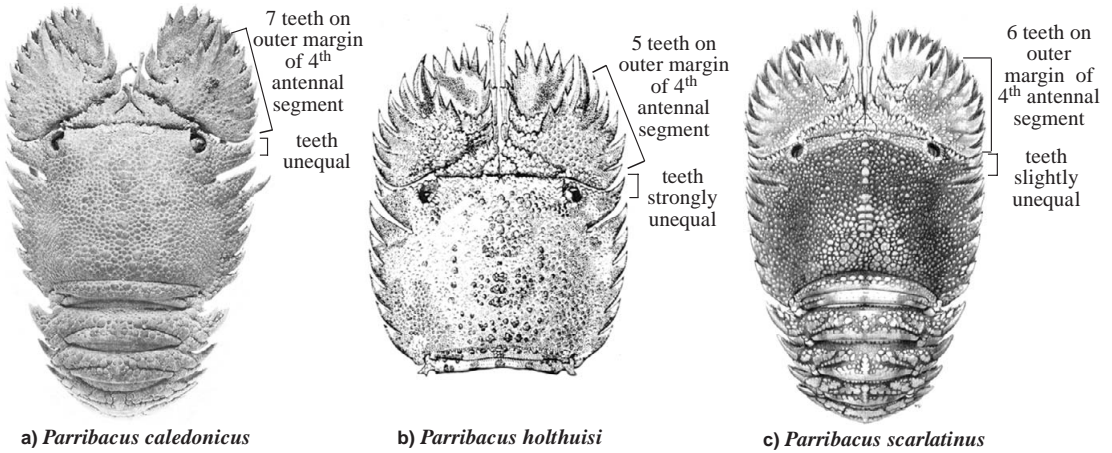 7 teeth on
outer margin
of 4th
antennal
segment
teeth
unequal
a) Parribacus caledonicus
5 teeth on
outer margin
of 4th
antennal
segment
teeth
strongly
unequal
b) Parribacus holthuisi
6 teeth on
outer
margin of
4th antennal
segment
teeth
slightly
unequal
c) Parribacus scarlatinus